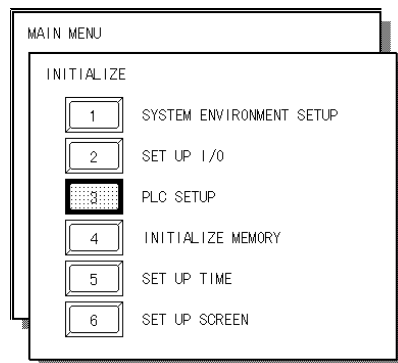 MAIN MENU
INITIALIZE
1 SYSTEM ENVIRONMENT SETUP
2 SET UP I/O
3 PLC SETUP
4 INITIALIZE MEMORY
5 SET UP TIME
6 SET UP SCREEN